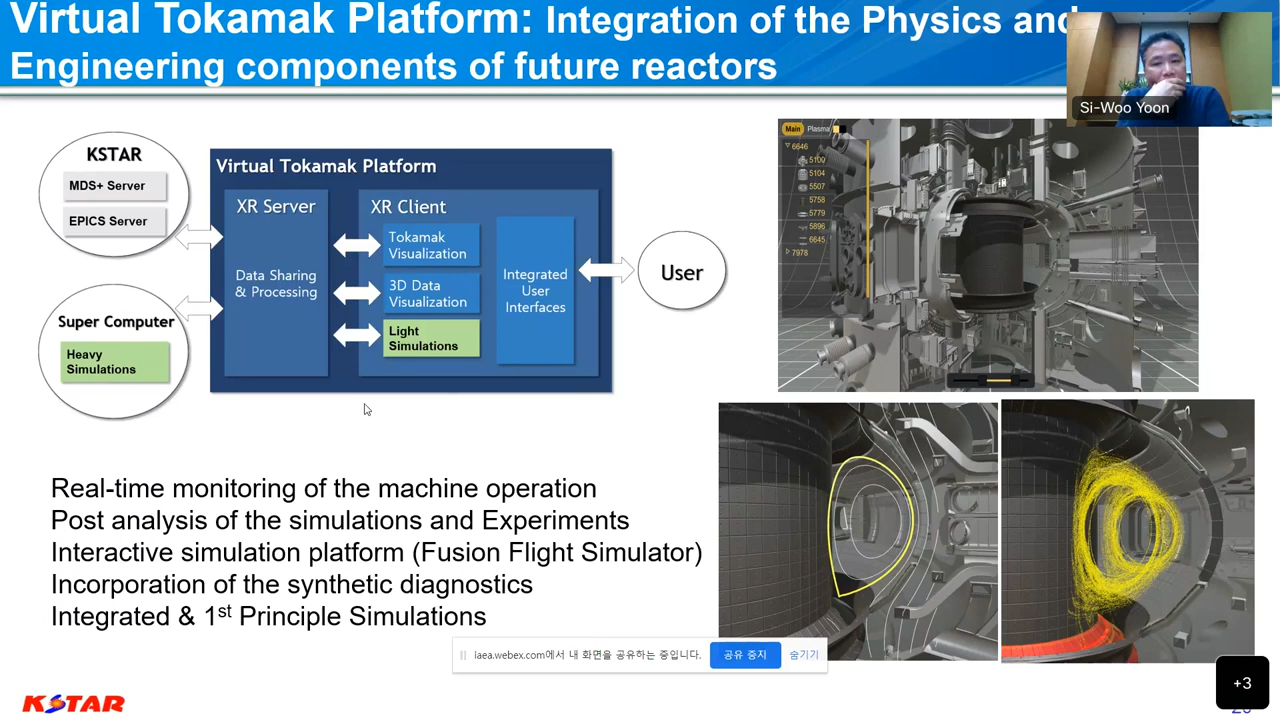 Virtual Tokamak Platform: Integration of the Physics and
Engineering components of future reactors
Si-Woo Yoon
KSTAR
MDS+ Server
EPICS Server
Super Computer
Heavy
Simulations
Virtual Tokamak Platform
XR Server
Data Sharing
& Processing
XR Client
Tokamak
Visualization
3D Data
Visualization
Light
Simulations
Integrated
User
Interfaces
User
Main
Plasma
6646
5100
5104
5507
5758
5779
5896
6645
7978
Real-time monitoring of the machine operation
Post analysis of the simulations and Experiments
Interactive simulation platform (Fusion Flight Simulator)
Incorporation of the synthetic diagnostics
Integrated & 1st Principle Simulations
iaea.webex.com에서 내 화면을 공유하는 중입니다.
공유 중지
숨기기
KSTAR
+3